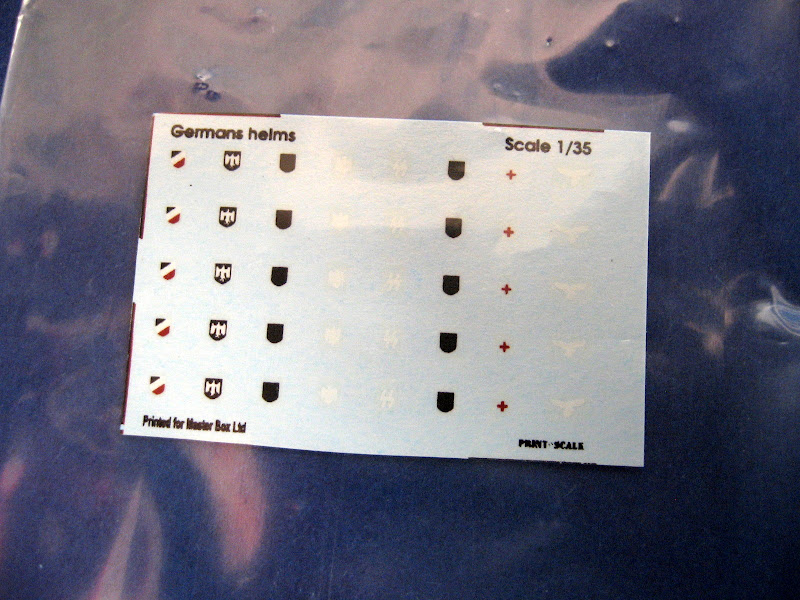 Germans helms
Scale 1/35
Printed for Master Box Ltd
PRINT SCALE